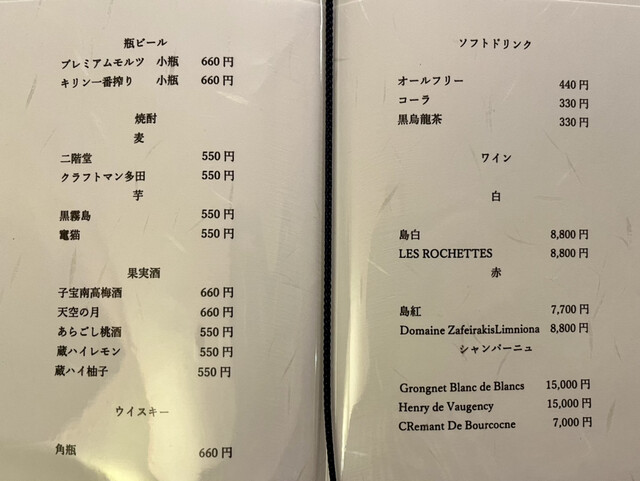 瓶ビール
プレミアムモルツ 小瓶 660円
キリン一番搾り 小瓶 660円
焼酎
麦
二階堂 550円
クラフトマン多田 550円
芋
黒霧島 550円
竃猫 550円
果実酒
子宝南高梅酒 660円
天空の月 660円
あらごし桃酒 550円
蔵ハイレモン 550円
蔵ハイ柚子 550円
ウイスキー
角瓶 660円
ソフトドリンク
オールフリー 440円
コーラ 330円
黒烏龍茶 330円
ワイン
白
島白 8,800円
LES ROCHETTES 8,800円
赤
島紅 7,700円
Domaine ZafeirakisLimniona 8,800円
シャンパーニュ
Grongnet Blanc de Blancs 15,000円
Henry de Vaugency 15,000円
CRemant De Bourcocne 7,000円